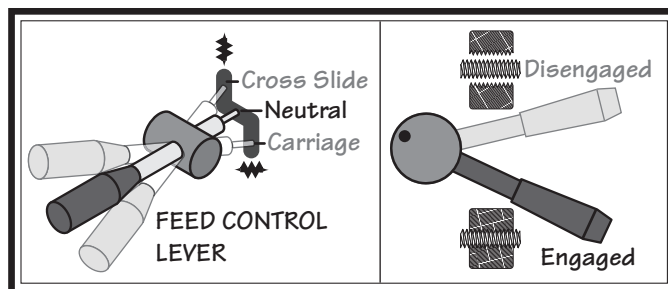 Cross Slide
Neutral
Carriage
FEED CONTROL
LEVER
Disengaged
Engaged